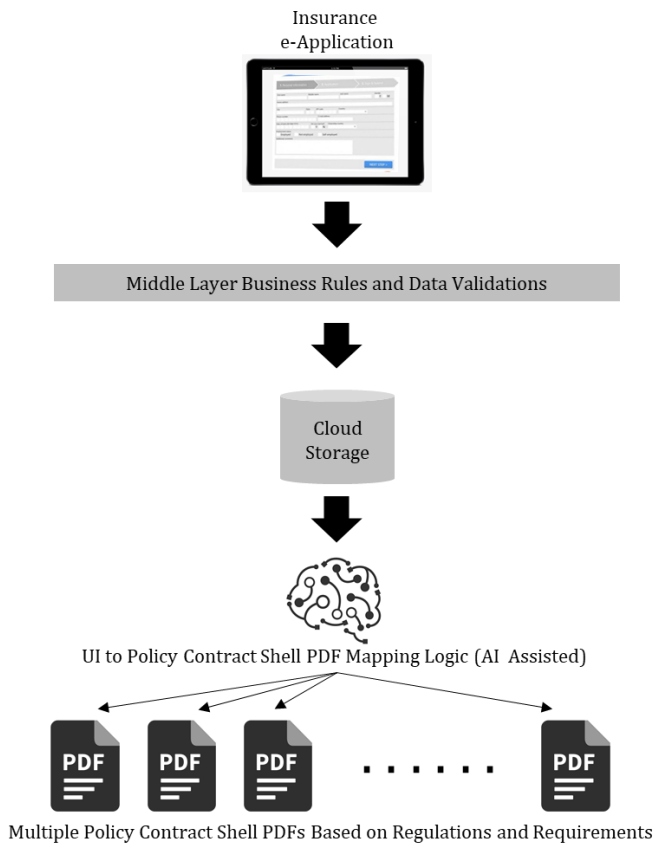 Insurance
e-Application
Middle Layer Business Rules and Data Validations
Cloud
Storage
UI to Policy Contract Shell PDF Mapping Logic (AI Assisted)
PDF PDF PDF PDF
Multiple Policy Contract Shell PDFs Based on Regulations and Requirements